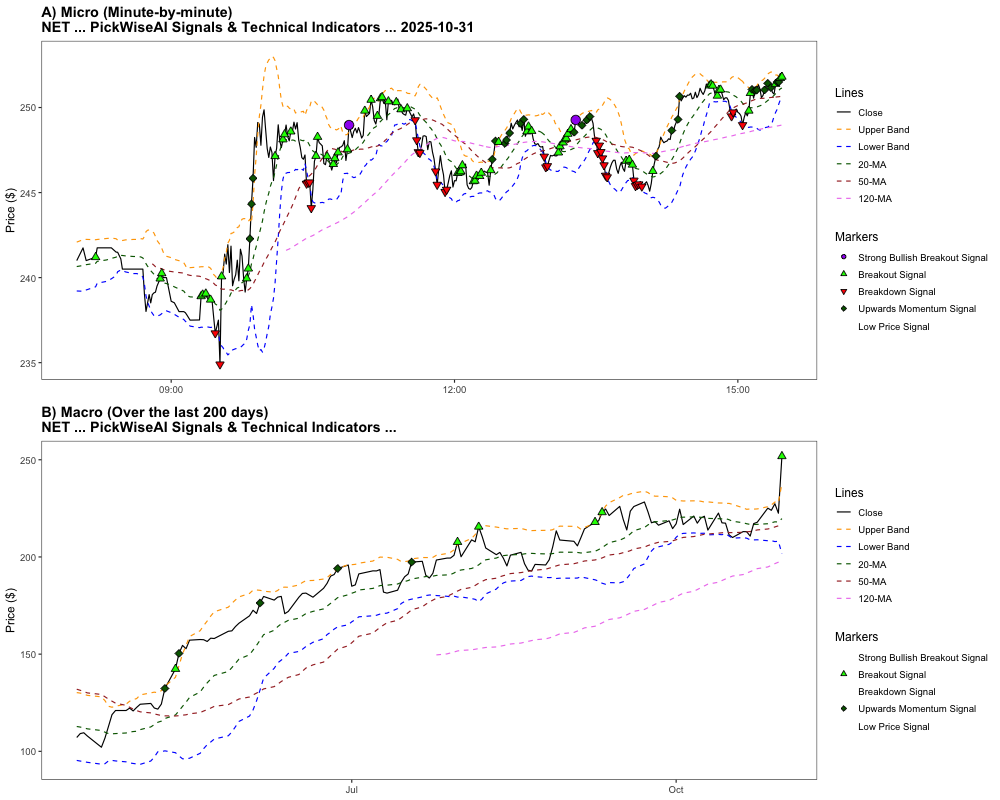 A) Micro (Minute-by-minute)
NET ... PickWiseAI Signals & Technical Indicators ... 2025-10-31
Price ($)
250
245
240
235
09:00
12:00
15:00
Lines
Close
Upper Band
Lower Band
20-MA
50-MA
120-MA
Markers
Strong Bullish Breakout Signal
Breakout Signal
Breakdown Signal
Upwards Momentum Signal
Low Price Signal
B) Macro (Over the last 200 days)
NET ... PickWiseAI Signals & Technical Indicators ...
Price ($)
250
200
150
100
Jul
Oct
Lines
Close
Upper Band
Lower Band
20-MA
50-MA
120-MA
Markers
Strong Bullish Breakout Signal
Breakout Signal
Breakdown Signal
Upwards Momentum Signal
Low Price Signal